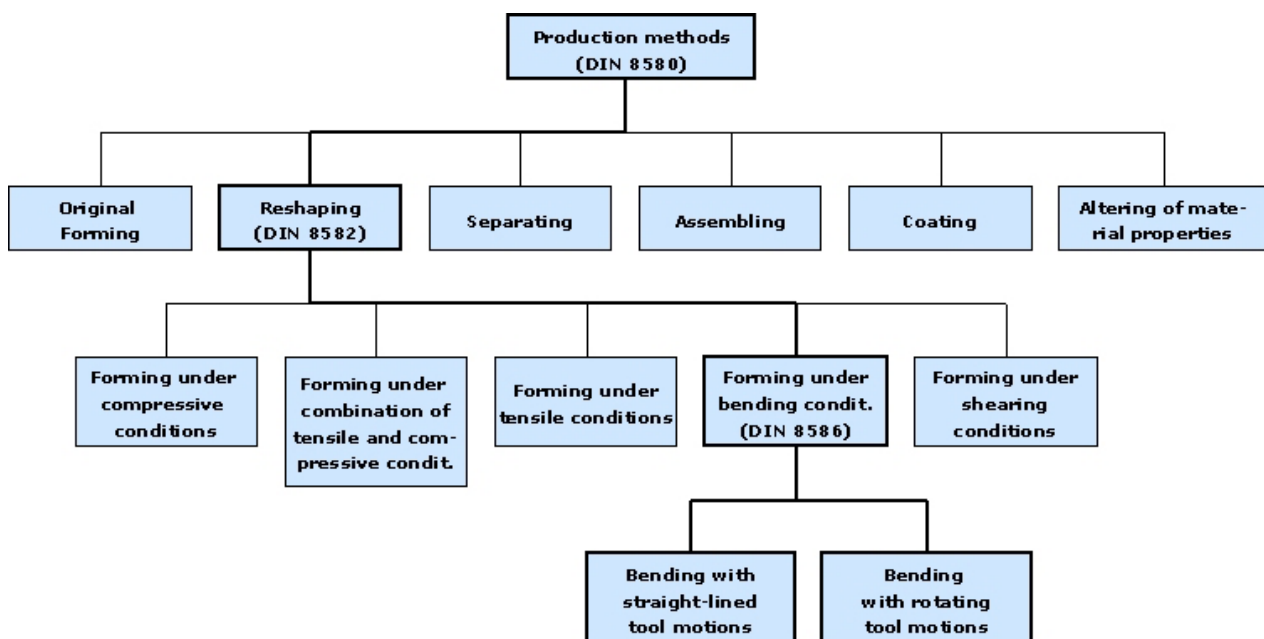 Production methods
(DIN 8580)
Original
Forming
Reshaping
(DIN 8582)
Separating
Assembling
Coating
Altering of mate-
rial properties
Forming under
compressive
conditions
Forming under
combination of
tensile and com-
pressive condit.
Forming under
tensile conditions
Forming under
bending condit.
(DIN 8586)
Forming under
shearing
conditions
Bending with
straight-lined
tool motions
Bending
with rotating
tool motions